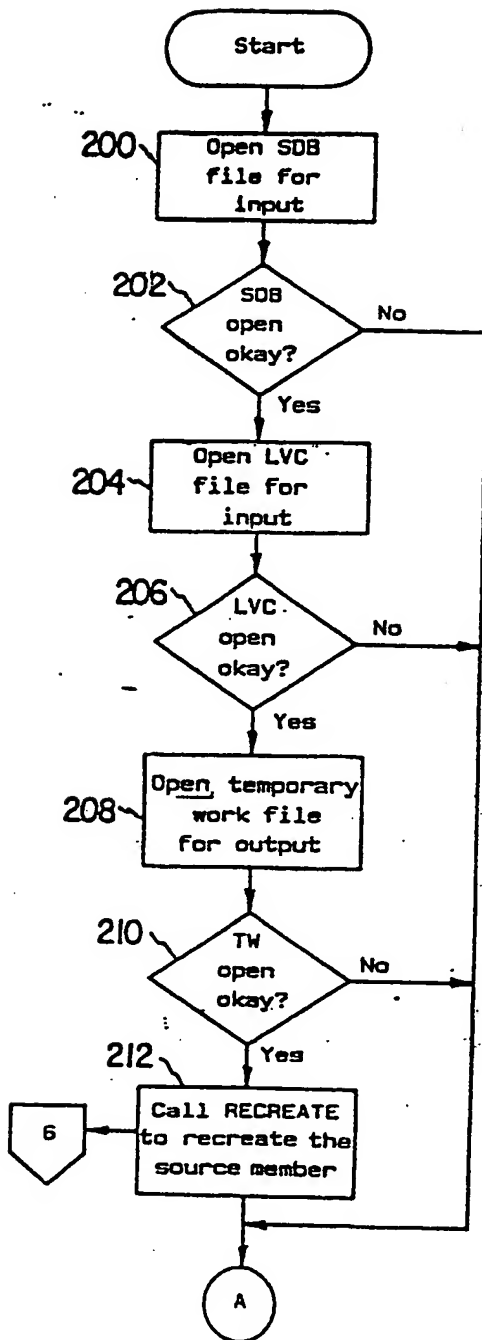 Start
200
Open SDB
file for
input
202
SDB
open
okay?
No
Yes
204
Open LVC
file for
input
206
LVC
open
okay?
No
Yes
208
Open temporary
work file
for output
210
TW
open
okay?
No
Yes
212
Call RECREATE
to recreate the
source member
6
A